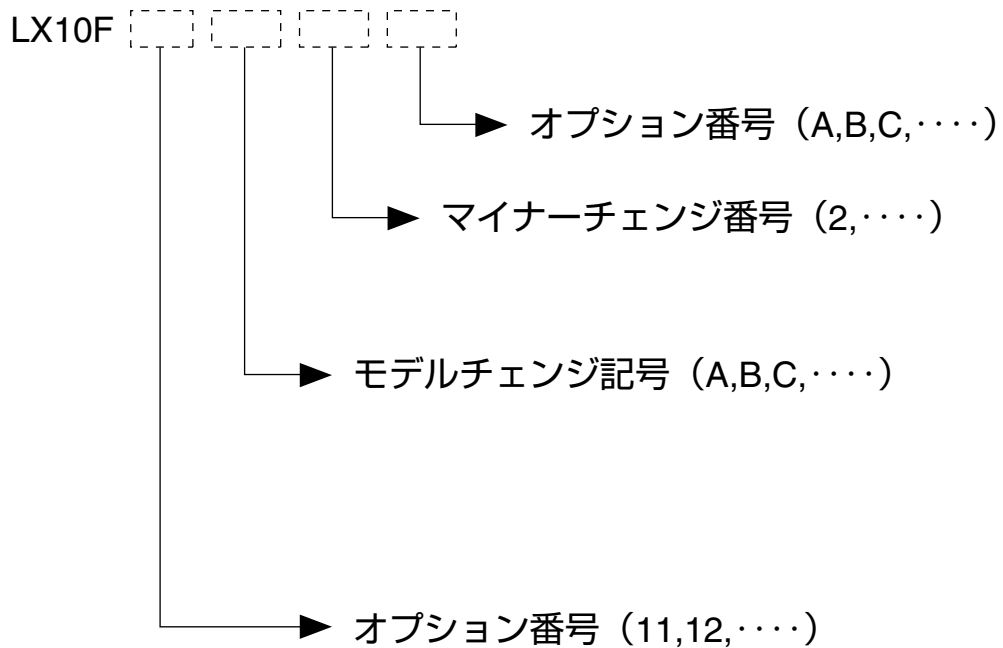 LX10F
オプション番号（A,B,C,････）
マイナーチェンジ番号（2,････）
モデルチェンジ記号（A,B,C,････）
オプション番号（11,12,････）